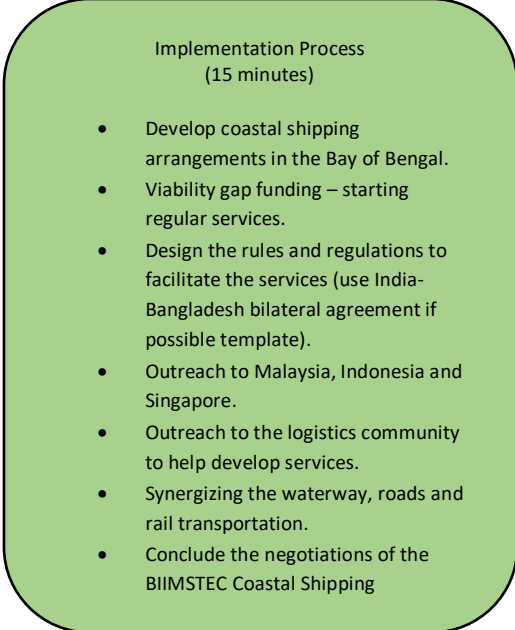 Implementation Process
(15 minutes)
• Develop coastal shipping
arrangements in the Bay of Bengal.
• Viability gap funding – starting
regular services.
• Design the rules and regulations to
facilitate the services (use India-
Bangladesh bilateral agreement if
possible template).
• Outreach to Malaysia, Indonesia and
Singapore.
• Outreach to the logistics community
to help develop services.
• Synergizing the waterway, roads and
rail transportation.
• Conclude the negotiations of the
BIIMSTEC Coastal Shipping